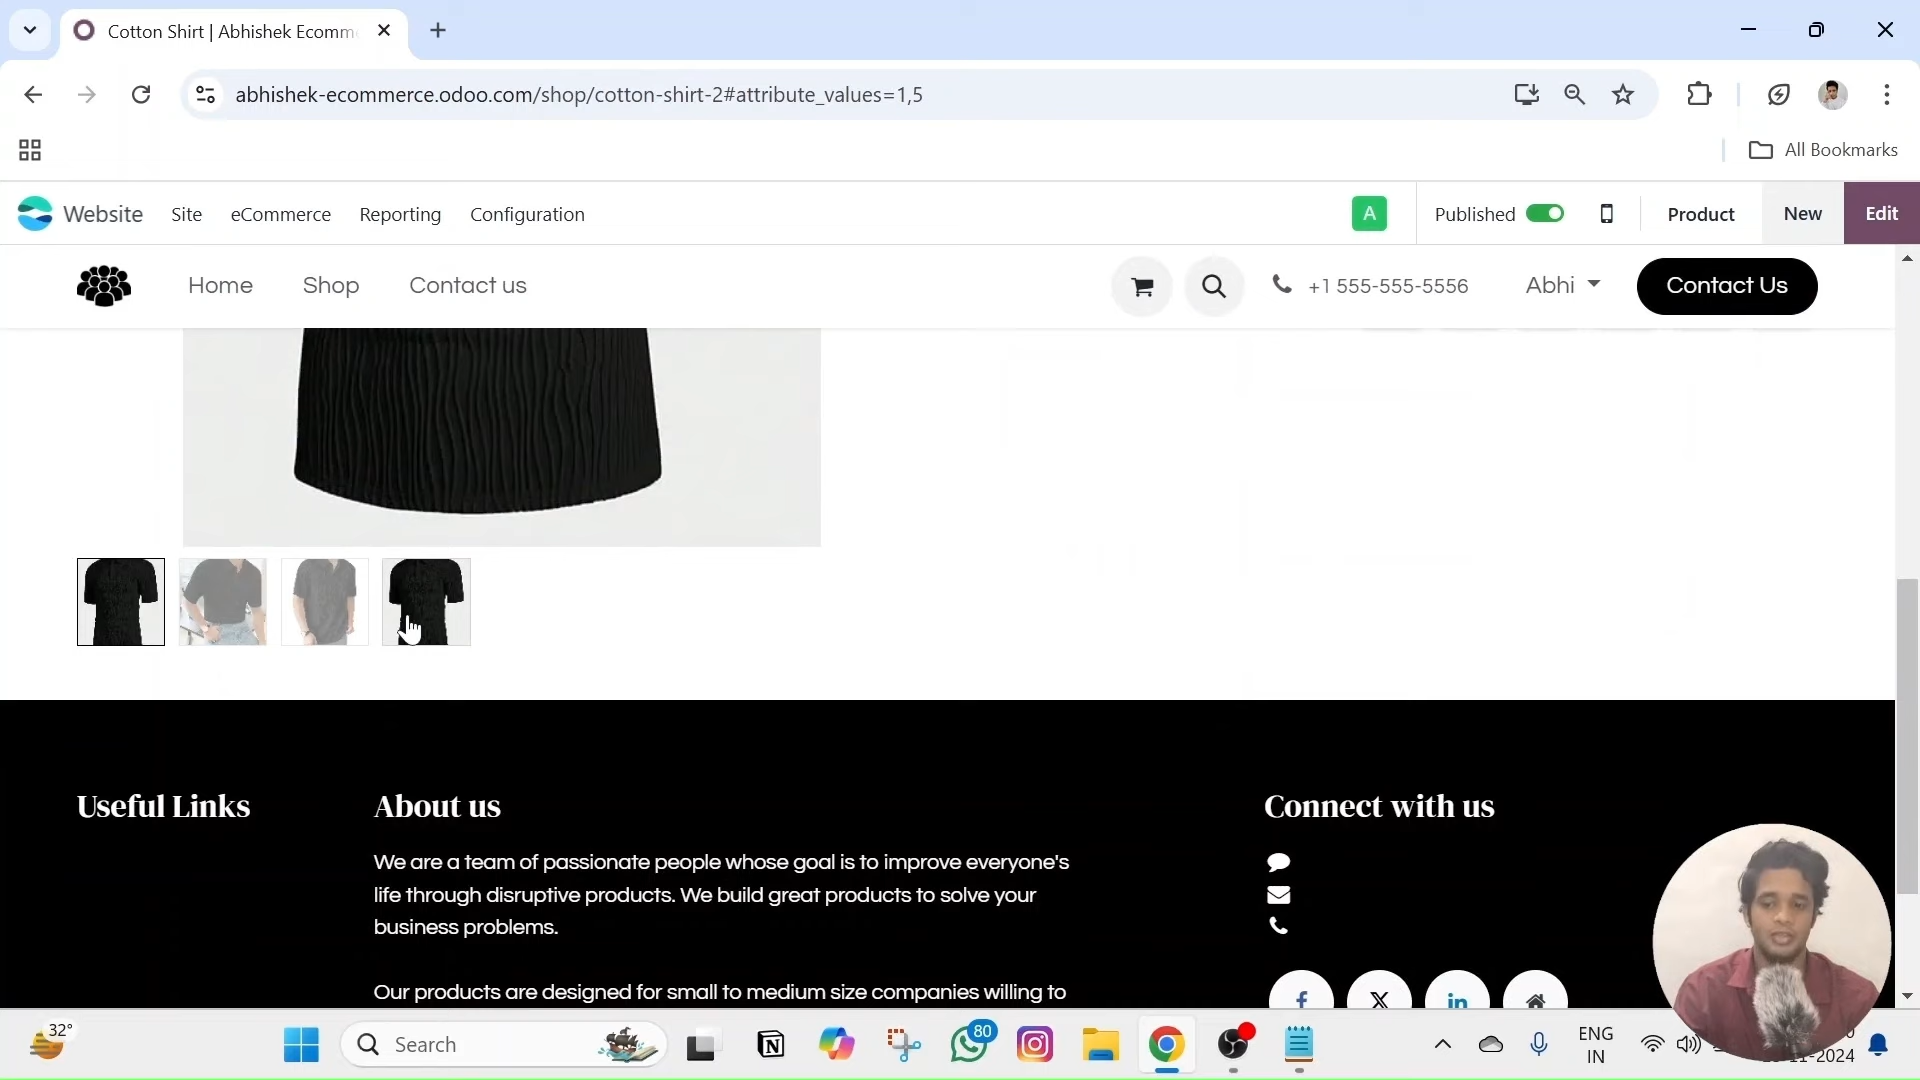 Cotton Shirt | Abhishek Ecomm
abhishek-ecommerce.odoo.com/shop/cotton-shirt-2#attribute_values=1,5
All Bookmarks
Website Site eCommerce Reporting Configuration A Published Product New Edit
Home Shop Contact us +1 555-555-5556 Abhi Contact Us
Useful Links
About us
We are a team of passionate people whose goal is to improve everyone's
life through disruptive products. We build great products to solve your
business problems.
Our products are designed for small to medium size companies willing to
Connect with us
32°
Search
80
ENG
IN
-2024